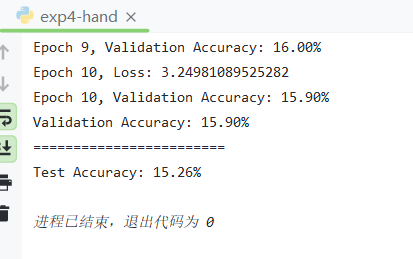 exp4-hand ×
Epoch 9, Validation Accuracy: 16.00%
Epoch 10, Loss: 3.24981089525282
Epoch 10, Validation Accuracy: 15.90%
Validation Accuracy: 15.90%
========================
Test Accuracy: 15.26%
进程已结束，退出代码为 0